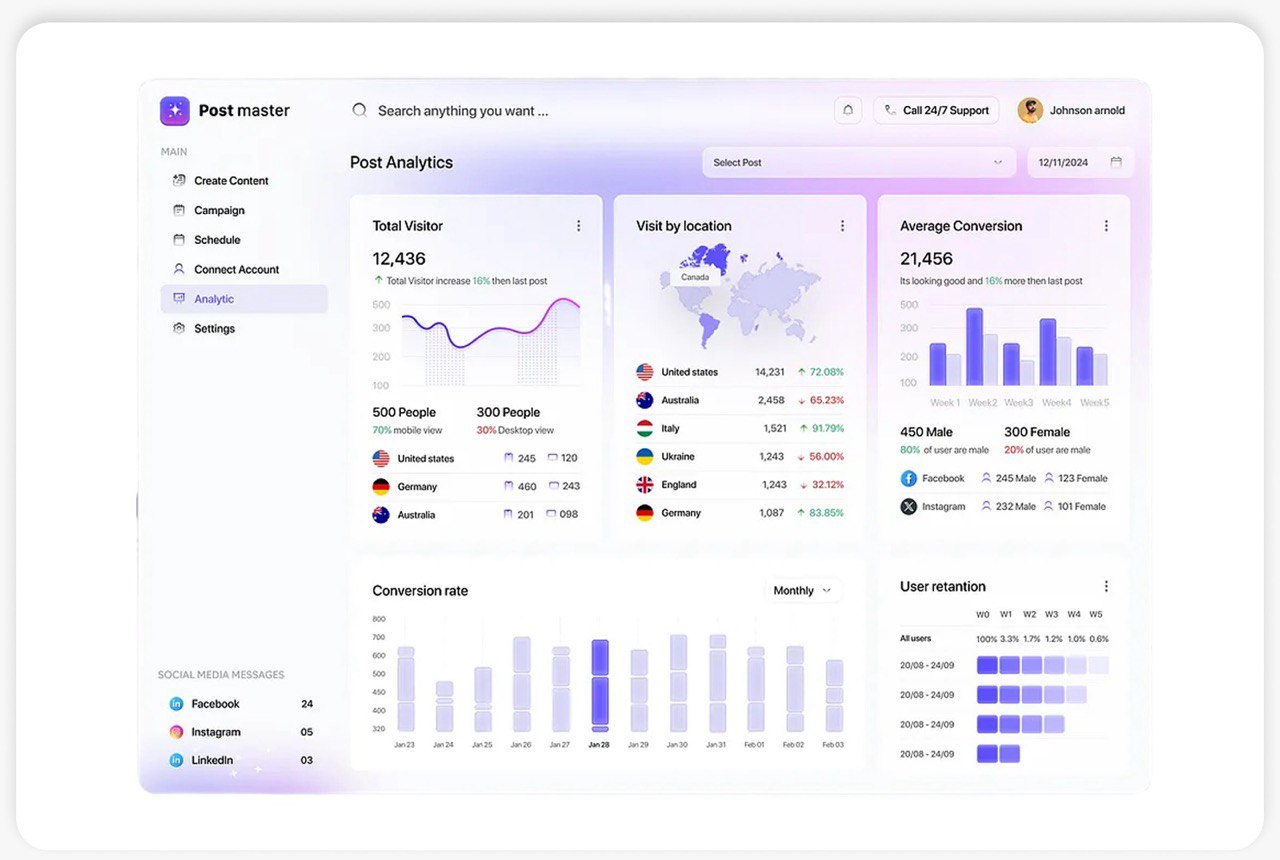 Post master
Search anything you want ...
Call 24/7 Support
Johnson arnold
MAIN
Create Content
Campaign
Schedule
Connect Account
Analytic
Settings
SOCIAL MEDIA MESSAGES
Facebook 24
Instagram 05
LinkedIn 03
Post Analytics
Select Post
12/11/2024
Total Visitor
12,436
Total Visitor increase 16% then last post
500
300
200
100
500 People 300 People
70% mobile view 30% Desktop view
United states 245 120
Germany 460 243
Australia 201 098
Visit by location
Canada
United states 14,231 72.08%
Australia 2,458 65.23%
Italy 1,521 91.79%
Ukraine 1,243 56.00%
England 1,243 32.12%
Germany 1,087 83.85%
Average Conversion
21,456
Its looking good and 16% more then last post
500
300
200
100
Week 1 Week2 Week3 Week4 Week5
450 Male 300 Female
80% of user are male 20% of user are male
Facebook 245 Male 123 Female
Instagram 232 Male 101 Female
Conversion rate
Monthly
800
700
600
500
450
400
320
Jan 23 Jan 24 Jan 25 Jan 26 Jan 27 Jan 28 Jan 29 Jan 30 Jan 31 Feb 01 Feb 02 Feb 03
User retantion
W0 W1 W2 W3 W4 W5
All users 100% 3.3% 1.7% 1.2% 1.0% 0.6%
20/08 - 24/09
20/08 - 24/09
20/08 - 24/09
20/08 - 24/09
in
in